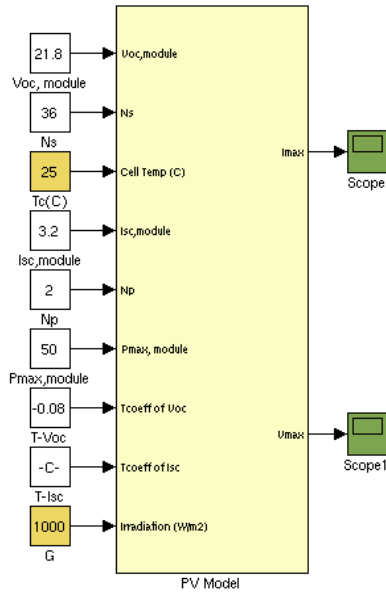 21.8
Voc,module
Voc, module
36
Ns
Ns
25
Cell Temp (C)
Tc(C)
3.2
Isc,module
Isc,module
2
Np
Np
50
Pmax, module
Pmax,module
-0.08
Tcoeff of Voc
T-Voc
-C-
Tcoeff of Isc
T-Isc
1000
Irradiation (W/m2)
G
Imax
Scope
Vmax
Scope1
PV Model